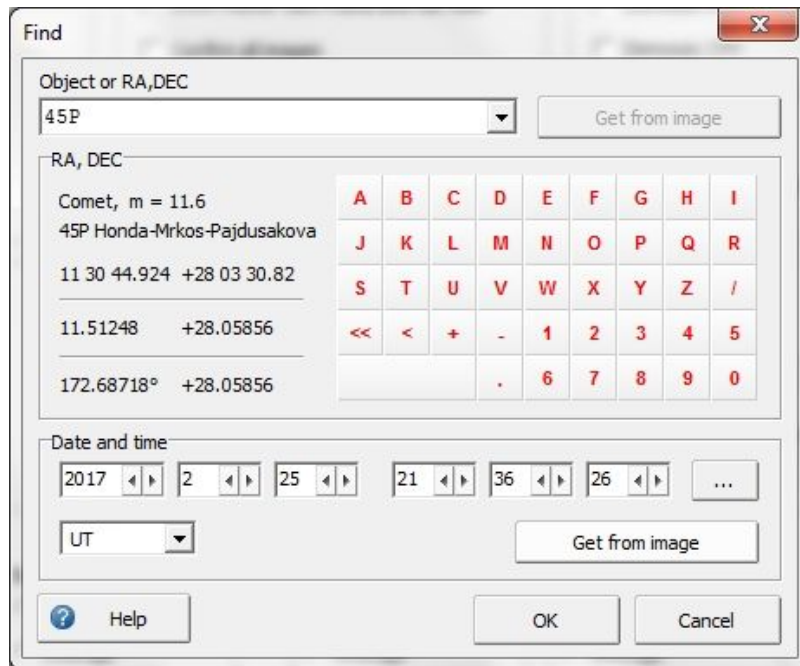 Find
Object or RA,DEC
45P
Get from image
RA, DEC
Comet, m = 11.6
45P Honda-Mrkos-Pajdusakova
11 30 44.924 +28 03 30.82
11.51248 +28.05856
172.68718° +28.05856
A B C D E F G H I
J K L M N O P Q R
S T U V W X Y Z /
<< < + - 1 2 3 4 5
. 6 7 8 9 0
Date and time
2017 2 25 21 36 26 ...
UT
Get from image
? Help
OK
Cancel